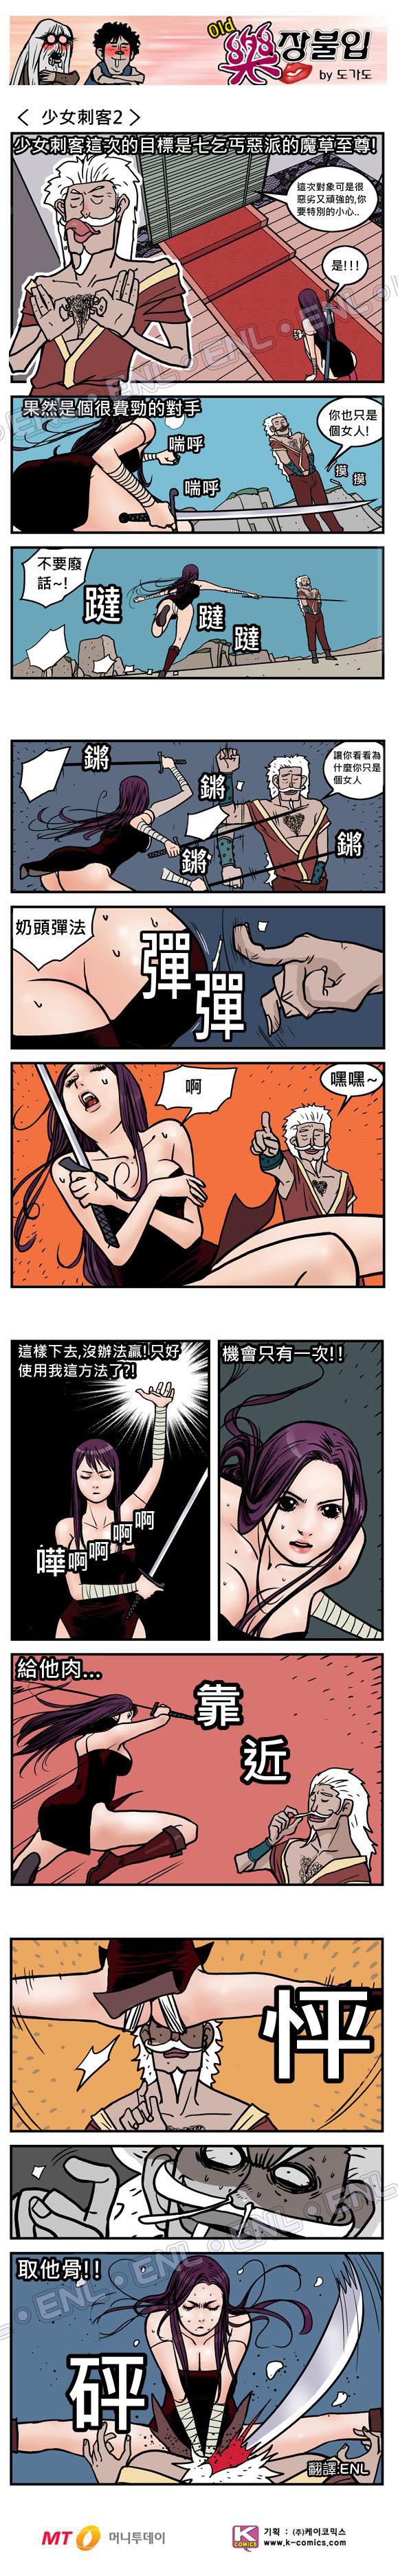 Old 樂 장불입
by 도가도
< 少女刺客2 >
少女刺客這次的目標是七乞丐惡派的魔草至尊!
這次對象可是很
惡劣又頑強的,你
要特別的小心..
是!!!
果然是個很費勁的對手
喘呼
喘呼
你也只是
個女人!
摸
摸
不要廢
話~!
躂
躂
躂
鏘
鏘
鏘
鏘
讓你看看為
什麼你只是
個女人
奶頭彈法
彈
彈
啊
嘿嘿~
這樣下去,沒辦法贏!只好
使用我這方法了?!
嘩啊啊啊啊
機會只有一次!!
給他肉...
靠
近
怦
取他骨!!
砰
翻譯:ENL
ENL
MT 머니투데이
K COMICS
기획 : (주)케이코믹스
www.k-comics.com